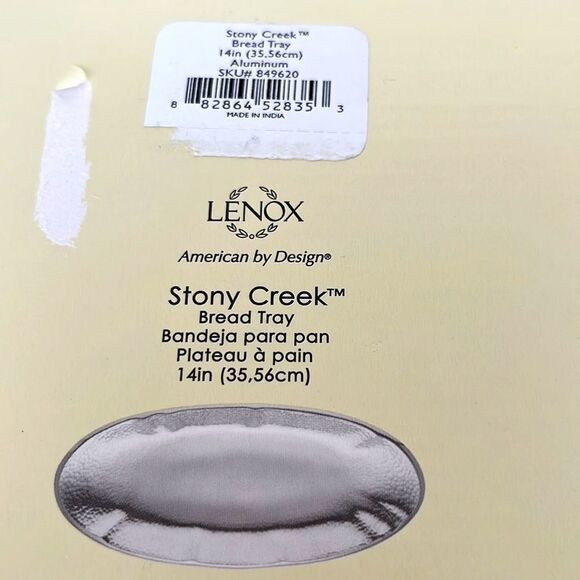 Stony Creek™
Bread Tray
14in (35,56cm)
Aluminum
SKU# 849620
8 82864 52835 3
MADE IN INDIA
LENOX
American by Design®
Stony Creek™
Bread Tray
Bandeja para pan
Plateau à pain
14in (35,56cm)